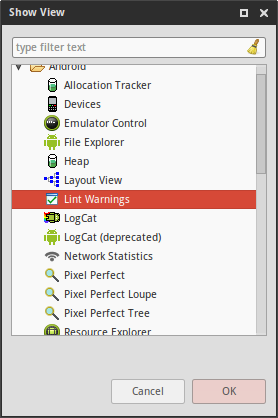 Show View
type filter text
Android
Allocation Tracker
Devices
Emulator Control
File Explorer
Heap
Layout View
Lint Warnings
LogCat
LogCat (deprecated)
Network Statistics
Pixel Perfect
Pixel Perfect Loupe
Pixel Perfect Tree
Resource Explorer
Cancel
OK